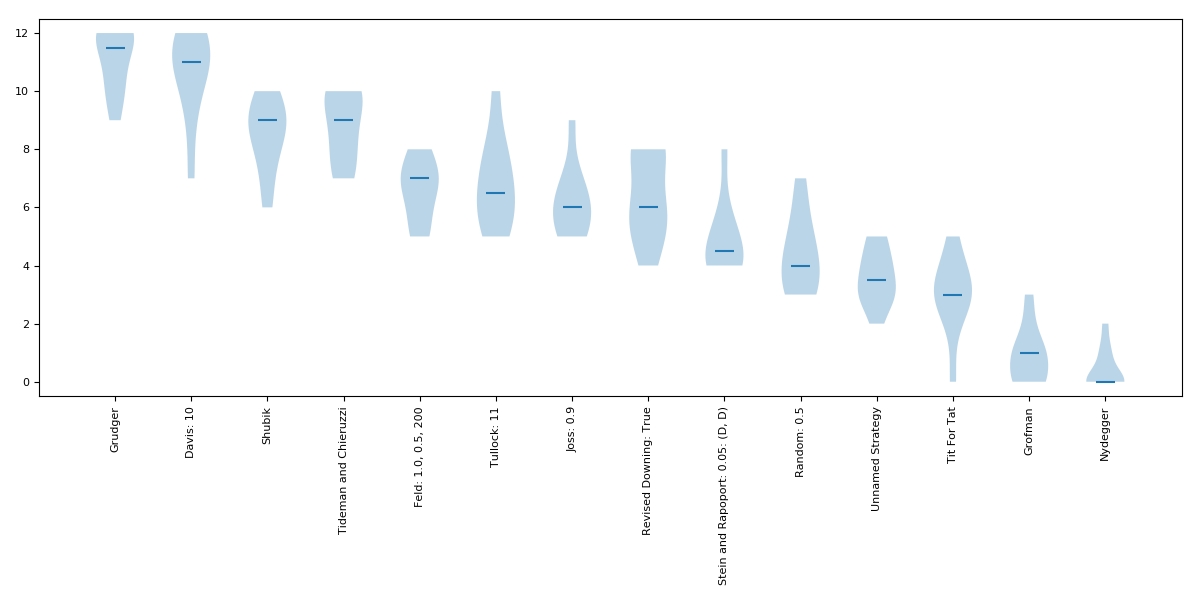 12
10
8
6
4
2
0
Grudger
Davis: 10
Shubik
Tideman and Chieruzzi
Feld: 1.0, 0.5, 200
Tullock: 11
Joss: 0.9
Revised Downing: True
Stein and Rapoport: 0.05: (D, D)
Random: 0.5
Unnamed Strategy
Tit For Tat
Grofman
Nydegger